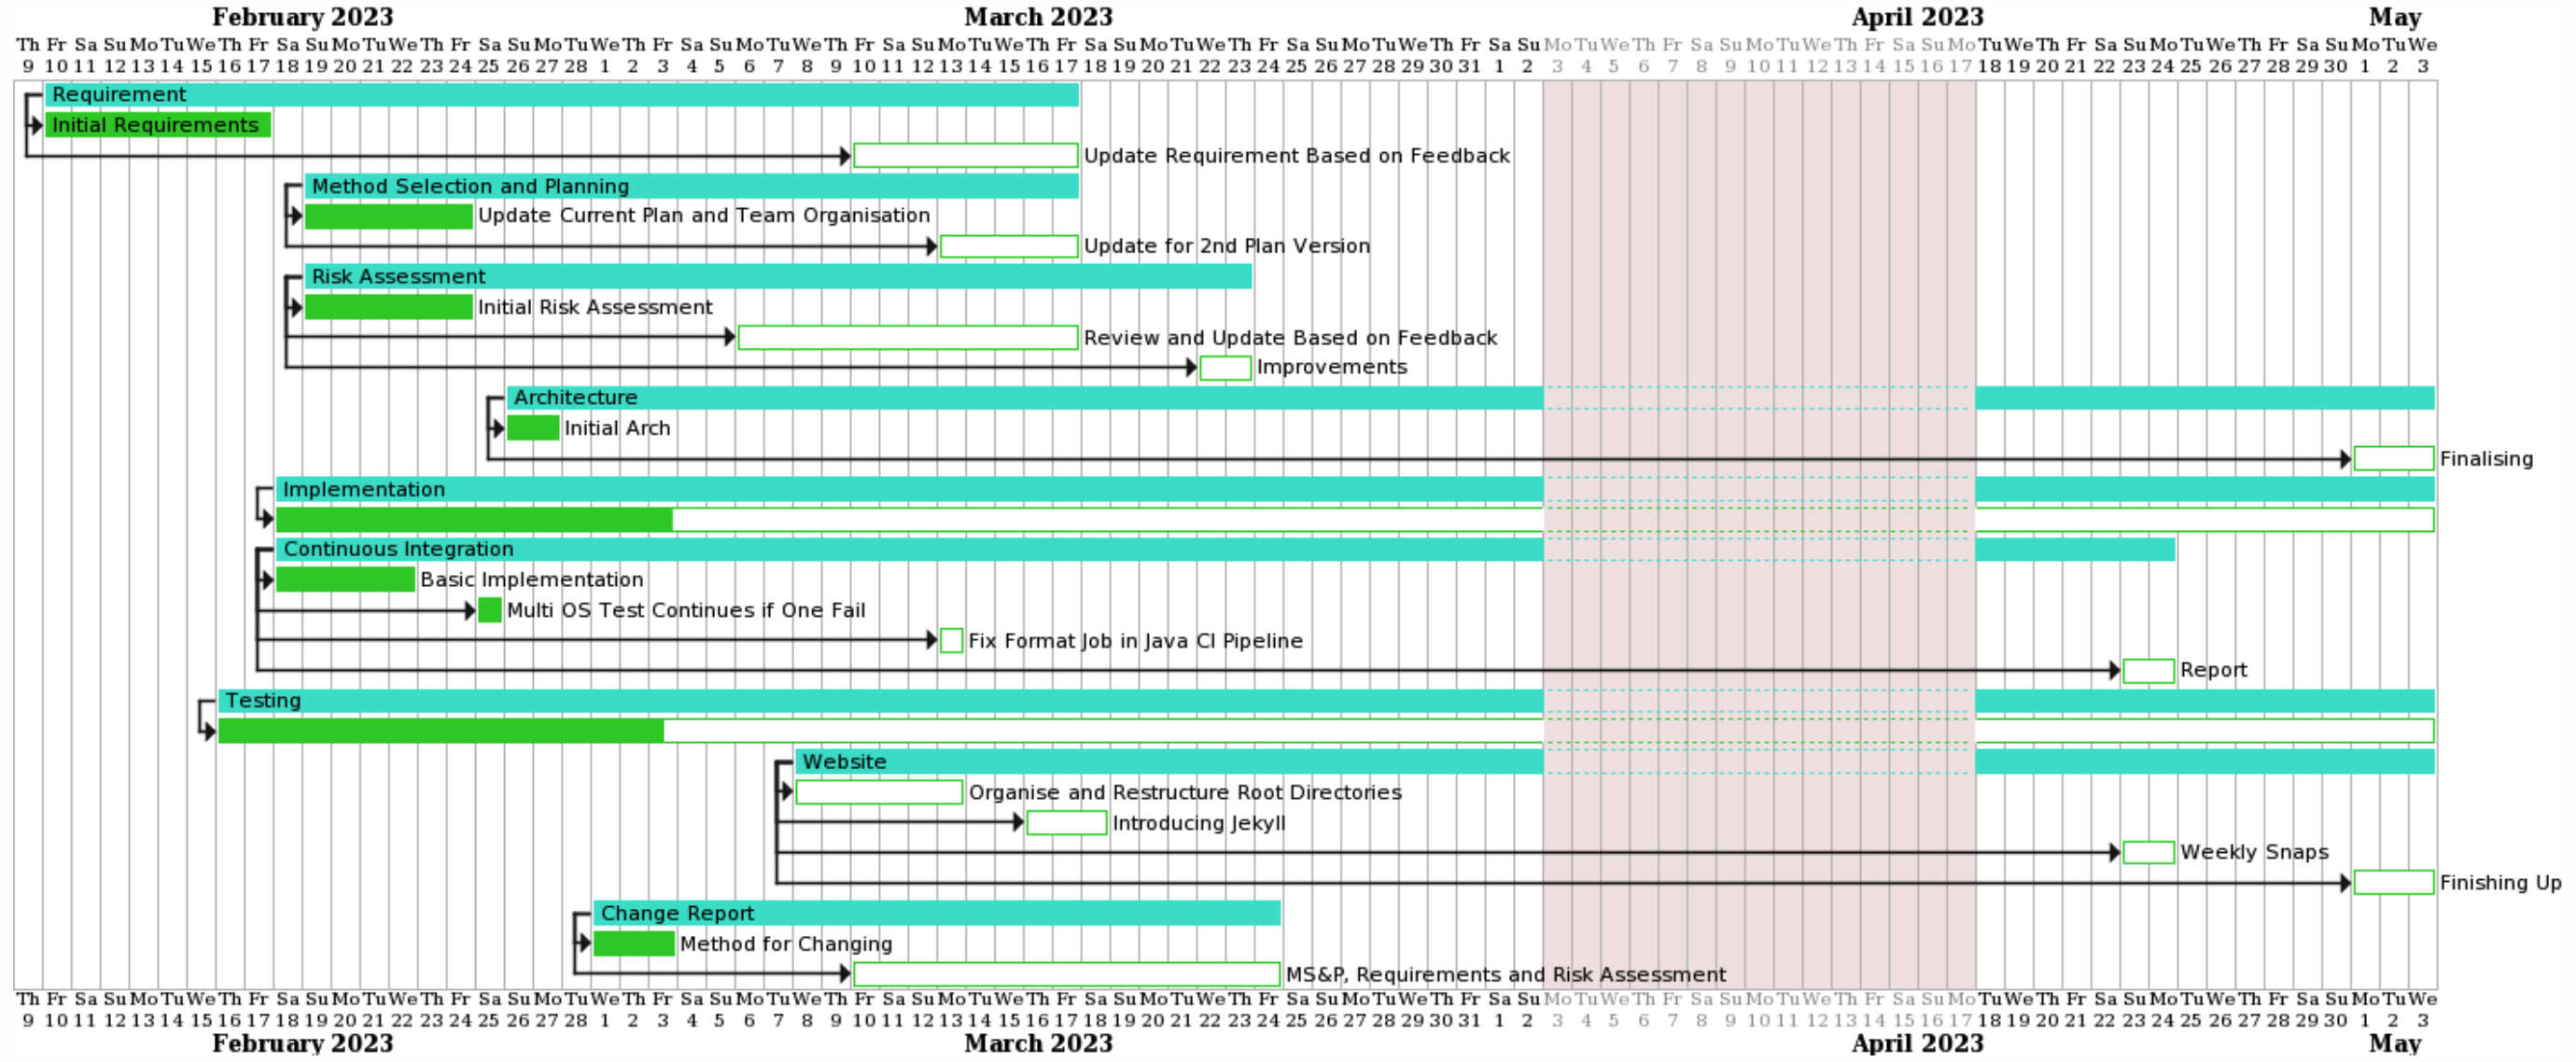 February 2023 March 2023 April 2023 May
Th Fr Sa Su Mo Tu We Th Fr Sa Su Mo Tu We Th Fr Sa Su Mo Tu We Th Fr Sa Su Mo Tu We Th Fr Sa Su Mo Tu We Th Fr Sa Su Mo Tu We Th Fr Sa Su Mo Tu We Th Fr Sa Su Mo Tu We Th Fr Sa Su Mo Tu We Th Fr Sa Su Mo Tu We Th Fr Sa Su Mo Tu We Th Fr Sa Su Mo Tu We
9 10 11 12 13 14 15 16 17 18 19 20 21 22 23 24 25 26 27 28 1 2 3 4 5 6 7 8 9 10 11 12 13 14 15 16 17 18 19 20 21 22 23 24 25 26 27 28 29 30 31 1 2 3 4 5 6 7 8 9 10 11 12 13 14 15 16 17 18 19 20 21 22 23 24 25 26 27 28 29 30 1 2 3
Requirement
Initial Requirements
Update Requirement Based on Feedback
Method Selection and Planning
Update Current Plan and Team Organisation
Update for 2nd Plan Version
Risk Assessment
Initial Risk Assessment
Review and Update Based on Feedback
Improvements
Architecture
Initial Arch
Finalising
Implementation
Continuous Integration
Basic Implementation
Multi OS Test Continues if One Fail
Fix Format Job in Java CI Pipeline
Report
Testing
Website
Organise and Restructure Root Directories
Introducing Jekyll
Weekly Snaps
Finishing Up
Change Report
Method for Changing
MS&P, Requirements and Risk Assessment
Th Fr Sa Su Mo Tu We Th Fr Sa Su Mo Tu We Th Fr Sa Su Mo Tu We Th Fr Sa Su Mo Tu We Th Fr Sa Su Mo Tu We Th Fr Sa Su Mo Tu We Th Fr Sa Su Mo Tu We Th Fr Sa Su Mo Tu We Th Fr Sa Su Mo Tu We Th Fr Sa Su Mo Tu We Th Fr Sa Su Mo Tu We Th Fr Sa Su Mo Tu We
9 10 11 12 13 14 15 16 17 18 19 20 21 22 23 24 25 26 27 28 1 2 3 4 5 6 7 8 9 10 11 12 13 14 15 16 17 18 19 20 21 22 23 24 25 26 27 28 29 30 31 1 2 3 4 5 6 7 8 9 10 11 12 13 14 15 16 17 18 19 20 21 22 23 24 25 26 27 28 29 30 1 2 3
February 2023 March 2023 April 2023 May